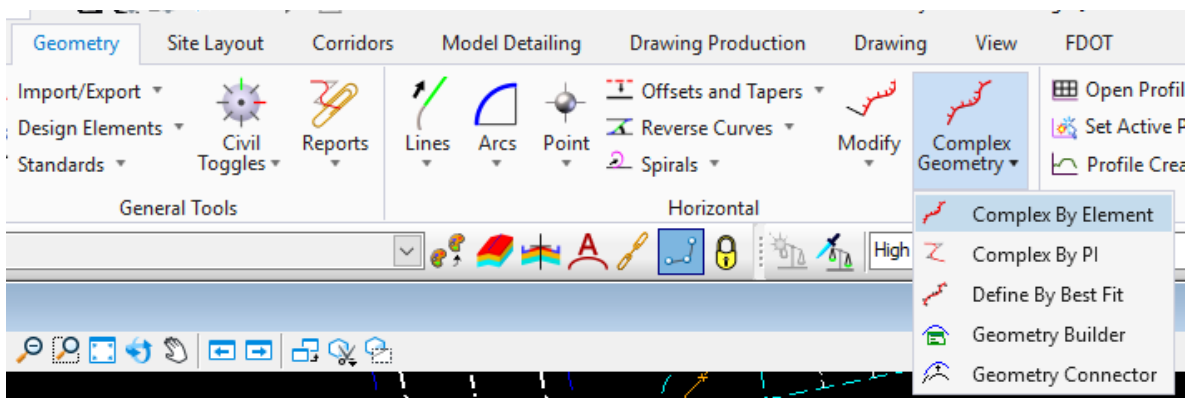 Geometry Site Layout Corridors Model Detailing Drawing Production Drawing View FDOT
Import/Export
Design Elements
Standards
Civil
Toggles
Reports
General Tools
Lines
Arcs
Point
Offsets and Tapers
Reverse Curves
Spirals
Modify
Complex
Geometry
Horizontal
Open Profil
Set Active P
Profile Crea
High
Complex By Element
Complex By PI
Define By Best Fit
Geometry Builder
Geometry Connector